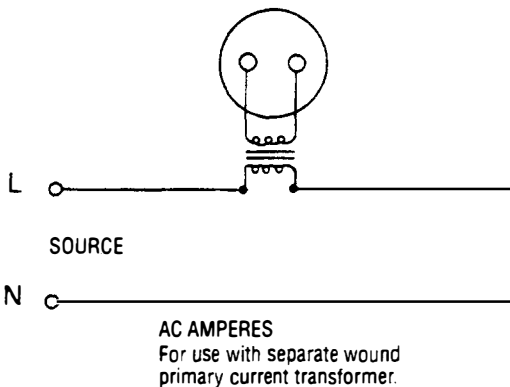 L
SOURCE
N
AC AMPERES
For use with separate wound
primary current transformer.